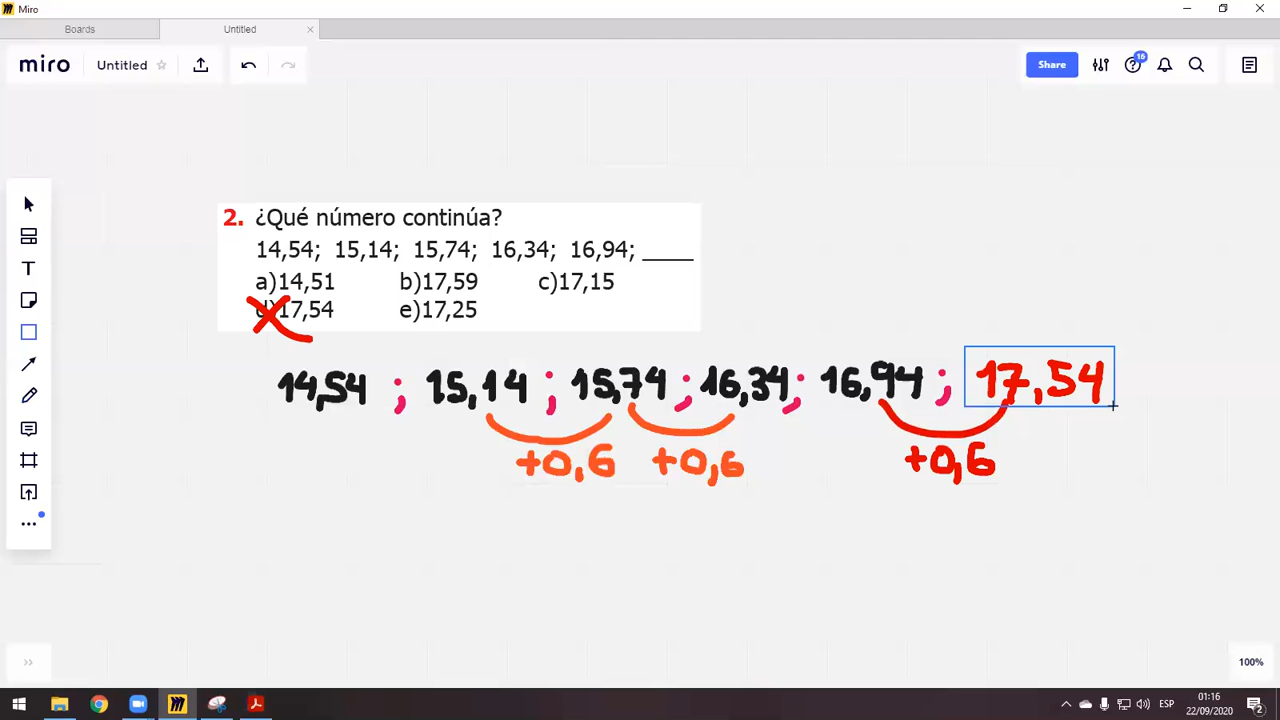 Miro
Boards Untitled
miro Untitled Share 16
2. ¿Qué número continúa?
14,54; 15,14; 15,74; 16,34; 16,94; ____
a)14,51 b)17,59 c)17,15
d)17,54 e)17,25
14,54 ; 15,14 ; 15,74 ; 16,34 ; 16,94 ; 17,54
+0,6 +0,6 +0,6
100%
01:16
ESP
22/09/2020
2